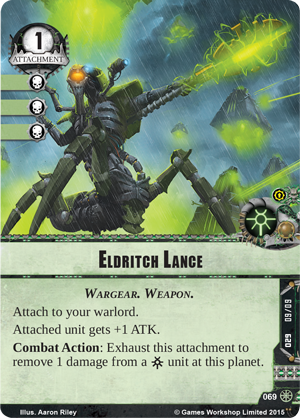 1
ATTACHMENT
ELDRITCH LANCE
WARGEAR. WEAPON.
Attach to your warlord.
Attached unit gets +1 ATK.
Combat Action: Exhaust this attachment to
remove 1 damage from a unit at this planet.
029 09/09
Illus. Aaron Riley
© Games Workshop Limited 2015
069